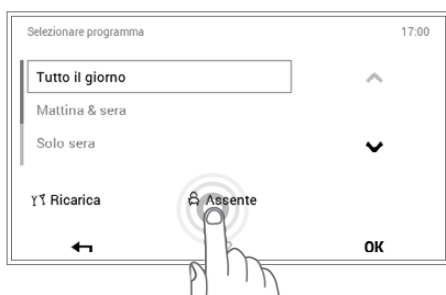 Selezionare programma 17:00
Tutto il giorno
Mattina & sera
Solo sera
Ricarica Assente
OK